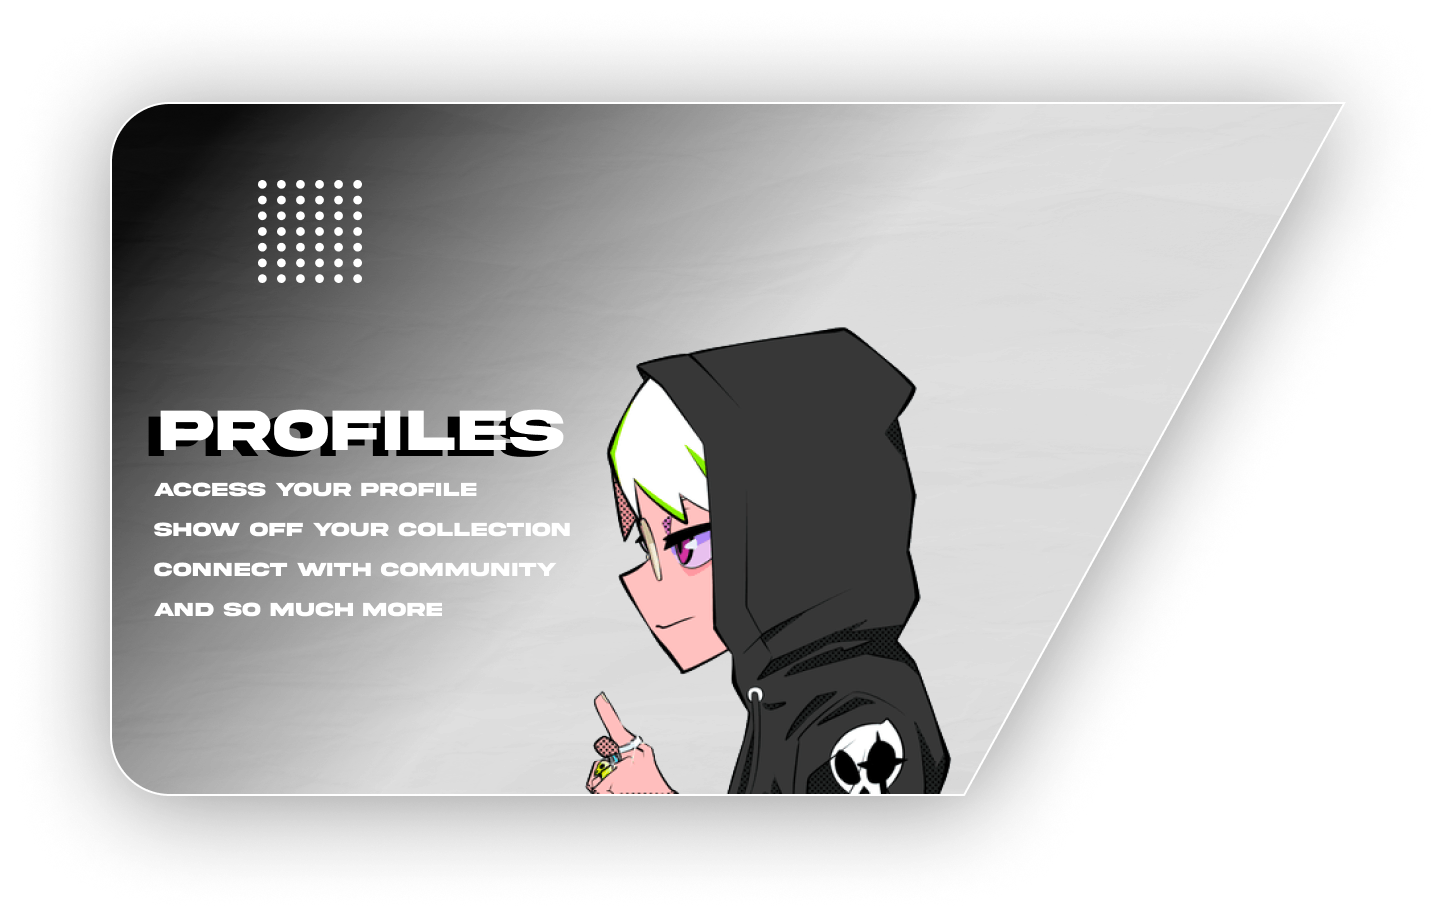 PROFILES
ACCESS YOUR PROFILE
SHOW OFF YOUR COLLECTION
CONNECT WITH COMMUNITY
AND SO MUCH MORE